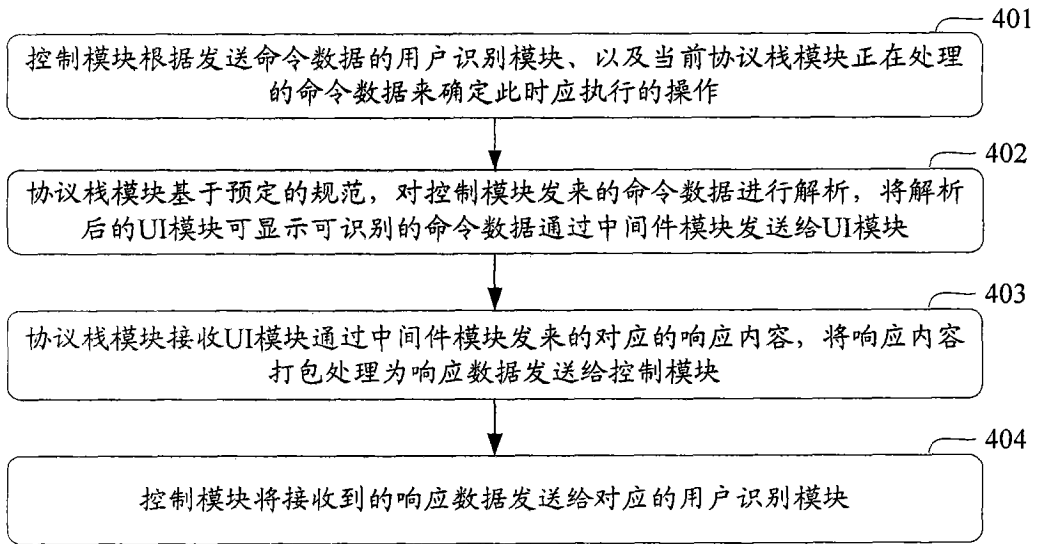 401
控制模块根据发送命令数据的用户识别模块、以及当前协议栈模块正在处理
的命令数据来确定此时应执行的操作
402
协议栈模块基于预定的规范，对控制模块发来的命令数据进行解析，将解析
后的UI模块可显示可识别的命令数据通过中间件模块发送给UI模块
403
协议栈模块接收UI模块通过中间件模块发来的对应的响应内容，将响应内容
打包处理为响应数据发送给控制模块
404
控制模块将接收到的响应数据发送给对应的用户识别模块